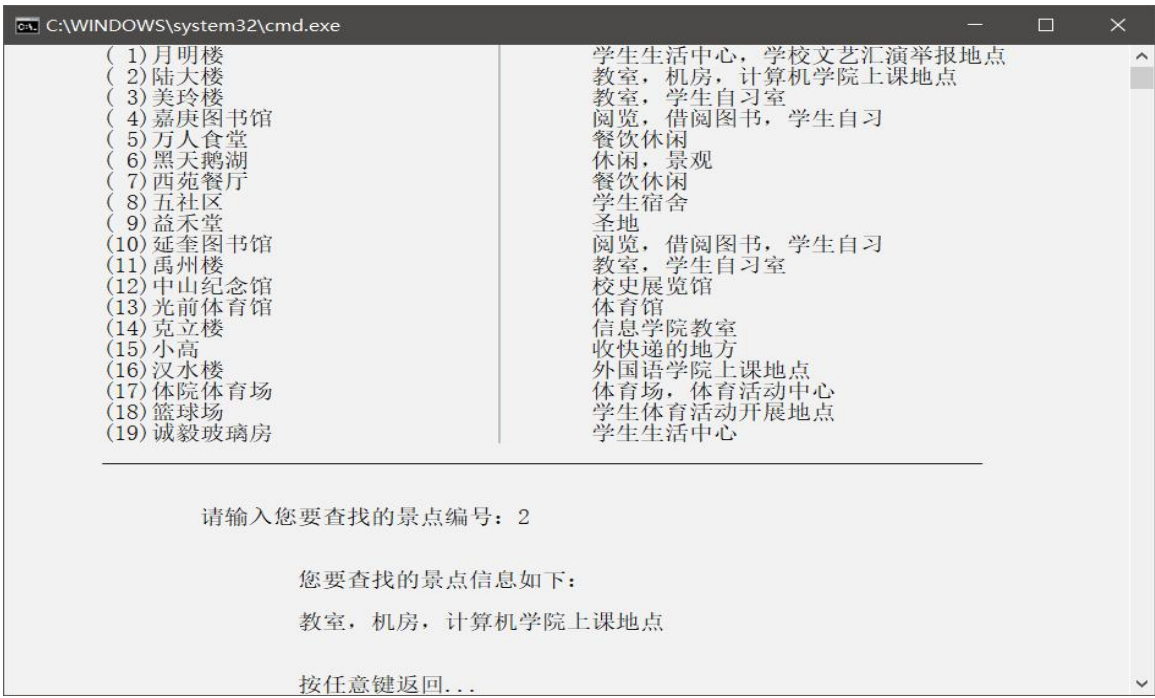 C:\WINDOWS\system32\cmd.exe
( 1)月明楼 学生生活中心，学校文艺汇演举报地点
( 2)陆大楼 教室，机房，计算机学院上课地点
( 3)美玲楼 教室，学生自习室
( 4)嘉庚图书馆 阅览，借阅图书，学生自习
( 5)万人食堂 餐饮休闲
( 6)黑天鹅湖 休闲，景观
( 7)西苑餐厅 餐饮休闲
( 8)五社区 学生宿舍
( 9)益禾堂 圣地
(10)延奎图书馆 阅览，借阅图书，学生自习
(11)禹州楼 教室，学生自习室
(12)中山纪念馆 校史展览馆
(13)光前体育馆 体育馆
(14)克立楼 信息学院教室
(15)小高 收快递的地方
(16)汉水楼 外国语学院上课地点
(17)体院体育场 体育场，体育活动中心
(18)篮球场 学生体育活动开展地点
(19)诚毅玻璃房 学生生活中心
请输入您要查找的景点编号：2
您要查找的景点信息如下：
教室，机房，计算机学院上课地点
按任意键返回...